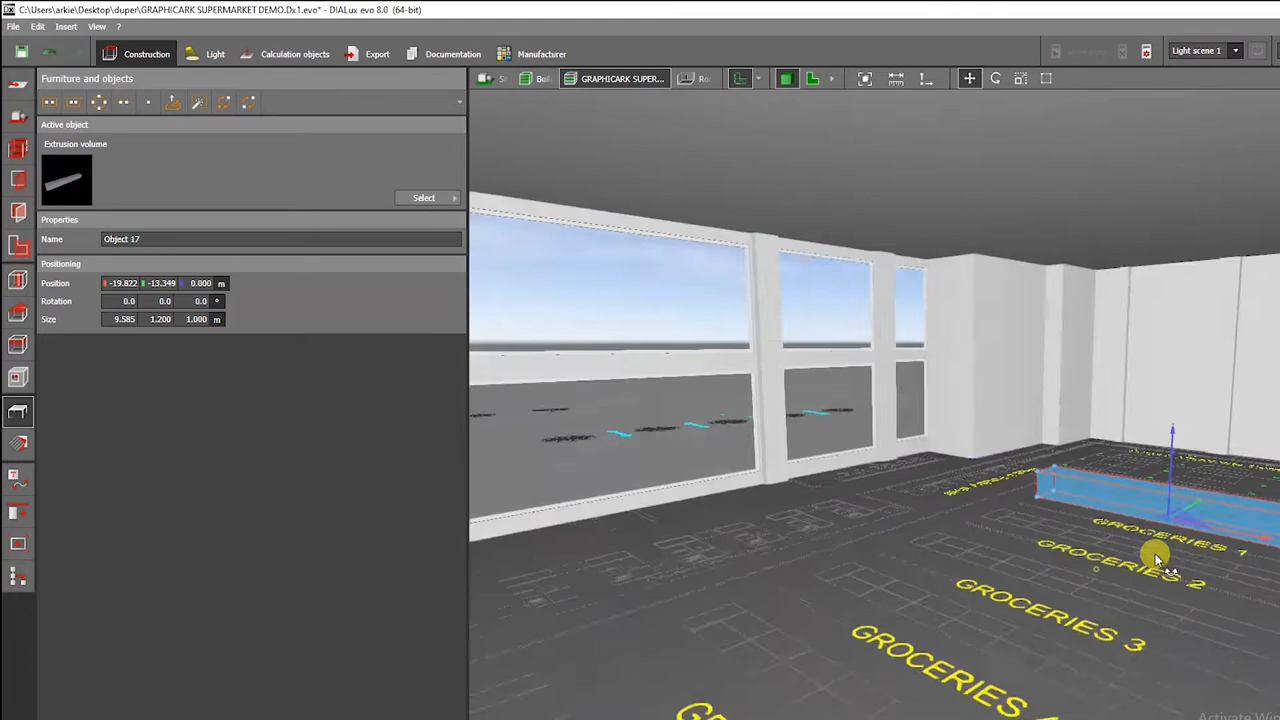 C:\Users\arkie\Desktop\duper\GRAPHICARK SUPERMARKET DEMO.Dx1.evo* - DIALux evo 8.0 (64-bit)
File Edit Insert View ?
Construction Light Calculation objects Export Documentation Manufacturer Light scene 1
Furniture and objects
GRAPHICARK SUPER...
Active object
Extrusion volume
Select
Properties
Name Object 17
Positioning
Position -19.822 -13.349 0.000 m
Rotation 0.0 0.0 0.0 °
Size 9.585 1.200 1.000 m
GROCERIES 1
GROCERIES 2
GROCERIES 3
GROCERIES